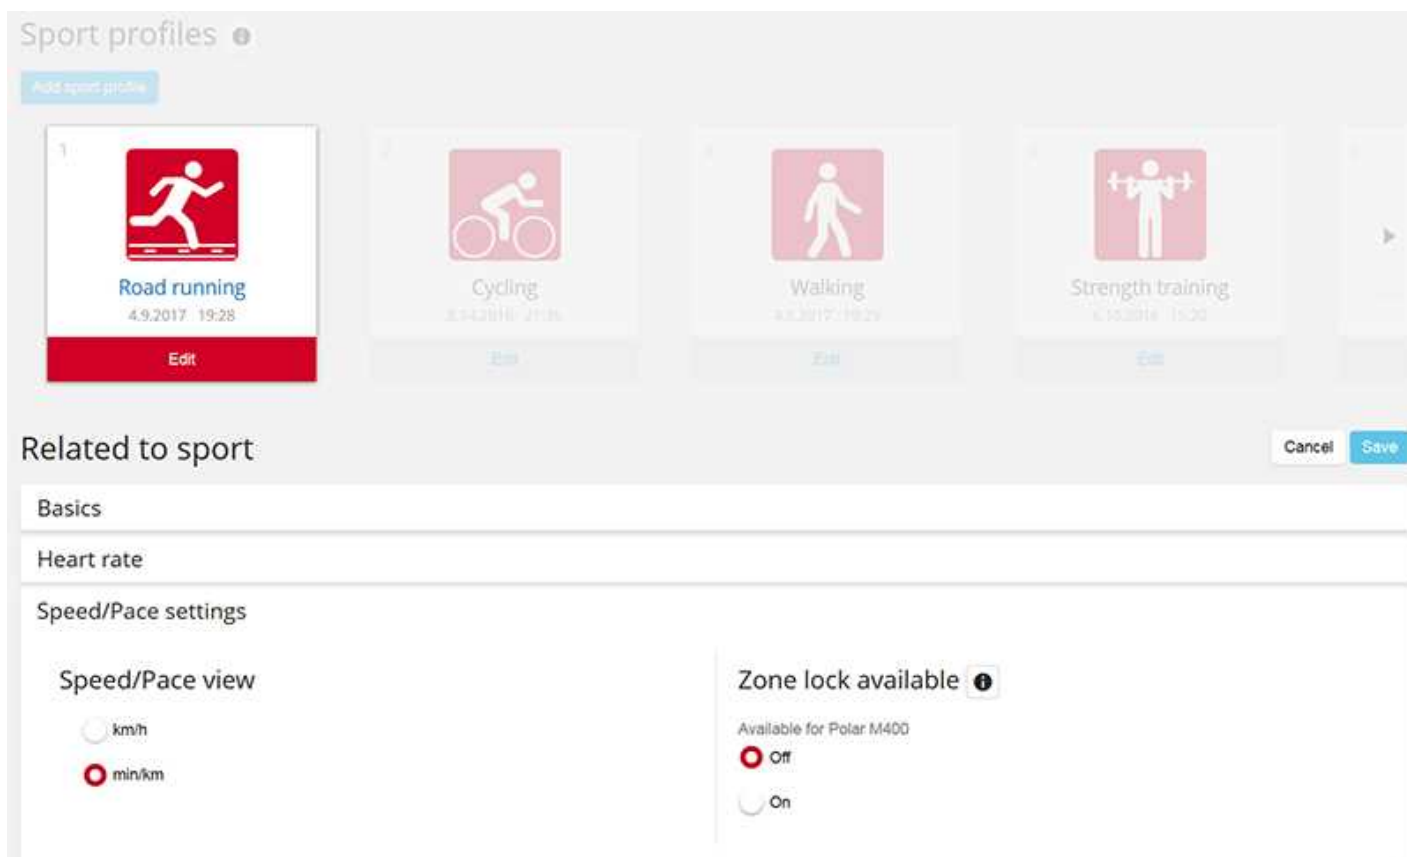 Sport profiles
Add sport profile
1
Road running
4.9.2017 19:28
Edit
2
Cycling
Edit
Walking
Edit
Strength training
Edit
Related to sport
Cancel
Save
Basics
Heart rate
Speed/Pace settings
Speed/Pace view
km/h
min/km
Zone lock available
Available for Polar M400
Off
On